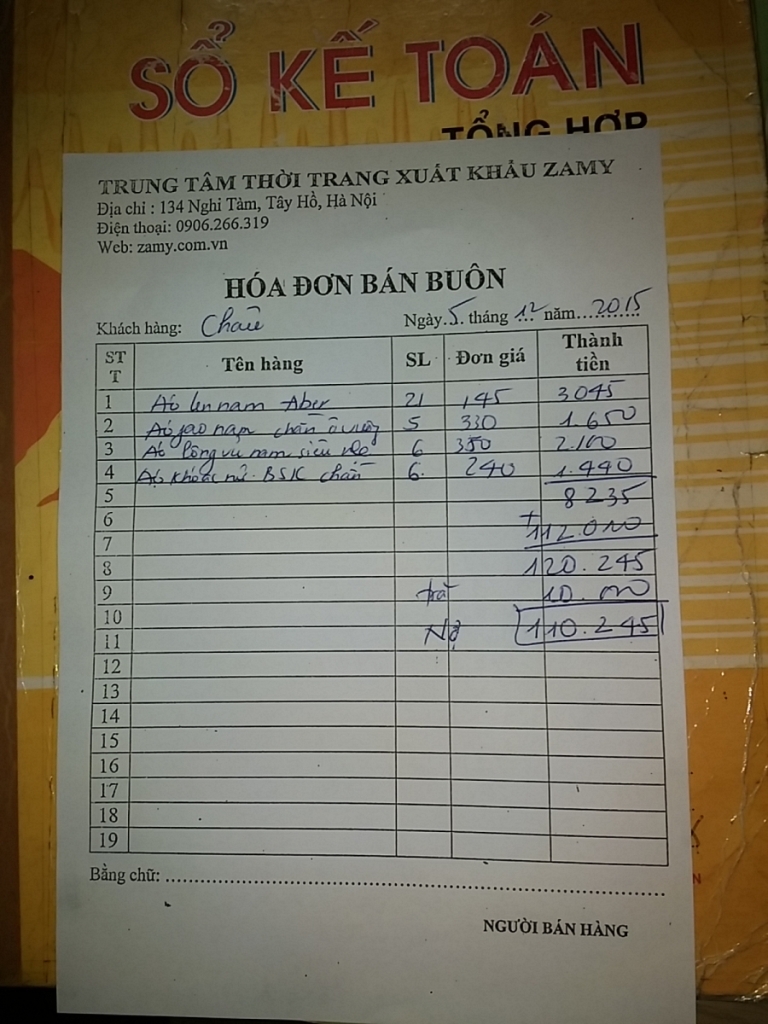 SỔ KẾ TOÁN
TỔNG HỢP
TRUNG TÂM THỜI TRANG XUẤT KHẨU ZAMY
Địa chỉ : 134 Nghi Tàm, Tây Hồ, Hà Nội
Điện thoại: 0906.266.319
Web: zamy.com.vn
HÓA ĐƠN BÁN BUÔN
Khách hàng: Châu Ngày 5 tháng 12 năm 2015
STT Tên hàng SL Đơn giá Thành tiền
1 Áo len nam Aber 21 145 3045
2 Áo gao nam chần 5 330 1.650
3 Áo lông vũ nam siêu nhẹ 6 350 2.100
4 Áo khoác nữ BSK chần 6 240 1.440
5 8235
6
7 +112.000
8 120.245
9 trả 10.000
10
11 Nợ 110.245
12
13
14
15
16
17
18
19
Bằng chữ:
NGƯỜI BÁN HÀNG